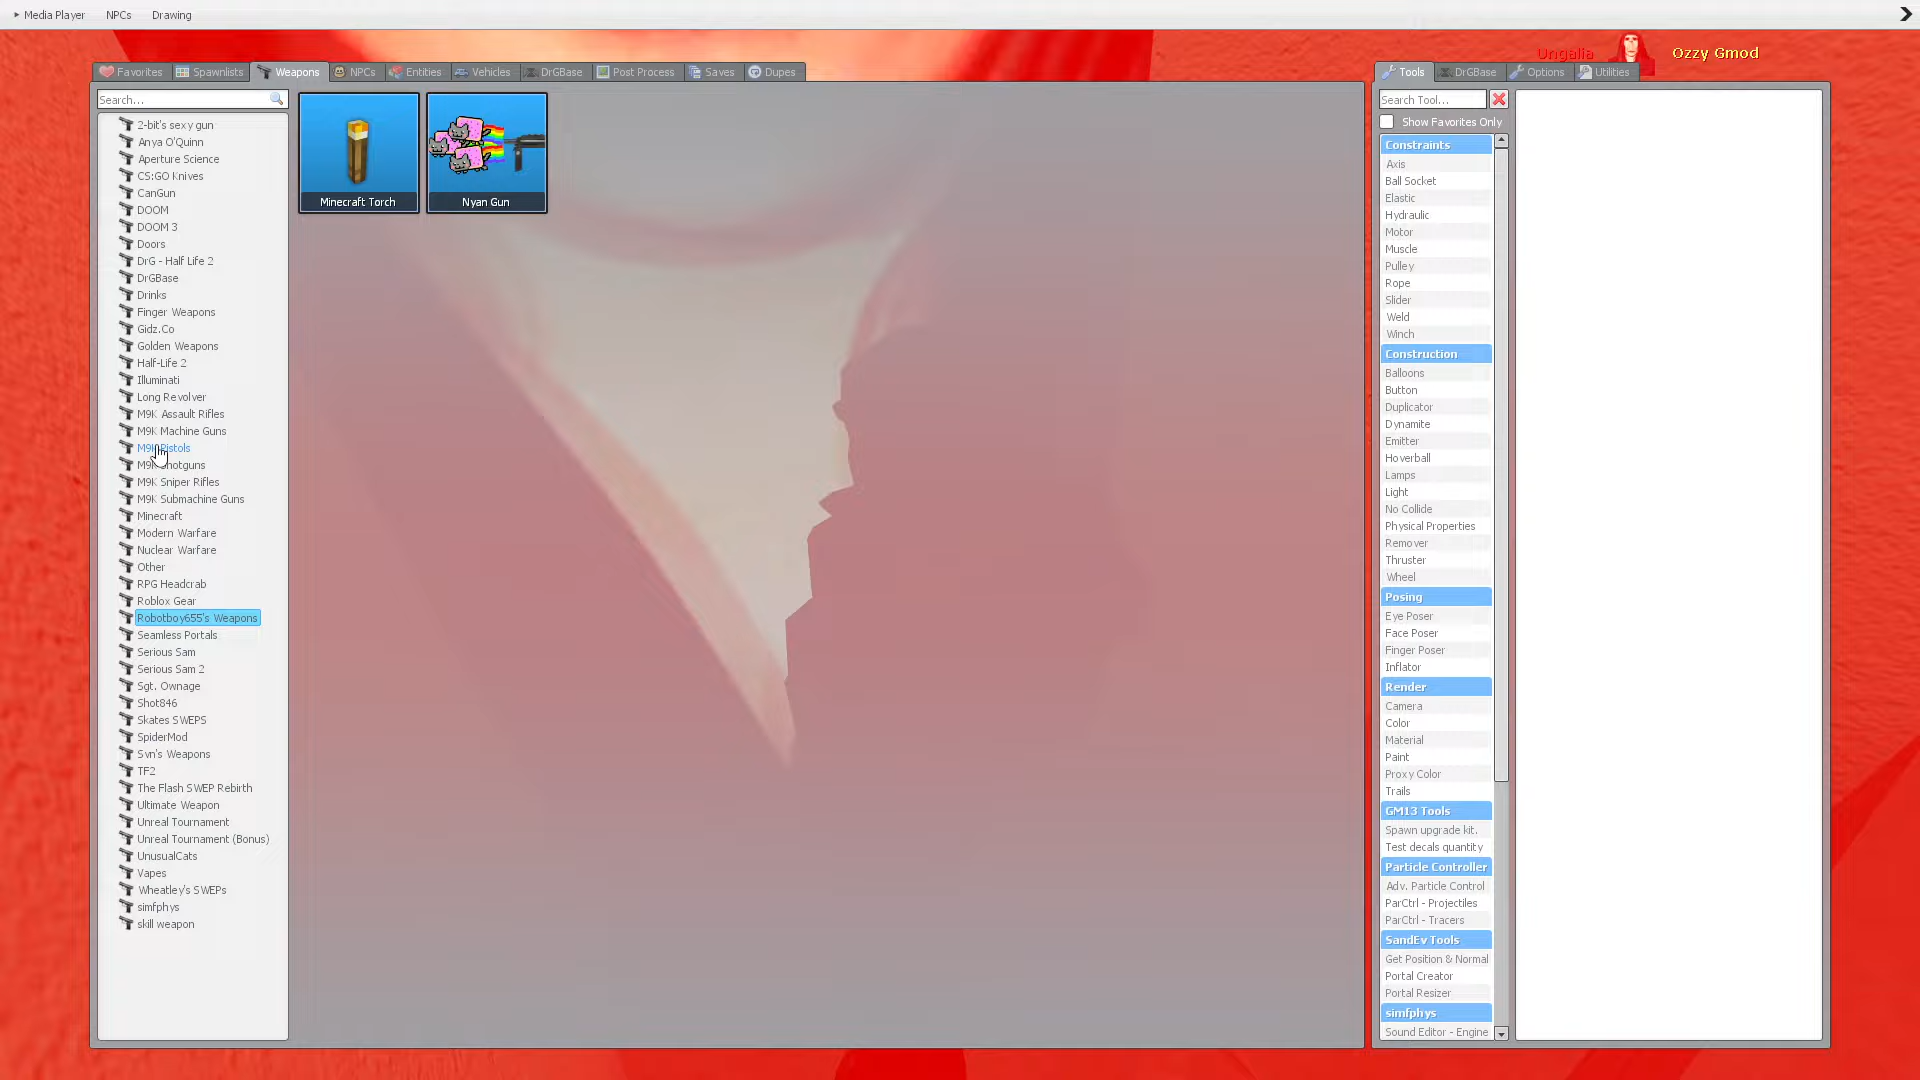 Media Player NPCs Drawing
Ungalia Ozzy Gmod
Favorites Spawnlists Weapons NPCs Entities Vehicles DrGBase Post Process Saves Dupes
Tools DrGBase Options Utilities
Search...
2-bit's sexy gun
Anya O'Quinn
Aperture Science
CS:GO Knives
CanGun
DOOM
DOOM 3
Doors
DrG - Half Life 2
DrGBase
Drinks
Finger Weapons
Gidz.Co
Golden Weapons
Half-Life 2
Illuminati
Long Revolver
M9K Assault Rifles
M9K Machine Guns
M9K Pistols
M9K Shotguns
M9K Sniper Rifles
M9K Submachine Guns
Minecraft
Modern Warfare
Nuclear Warfare
Other
RPG Headcrab
Roblox Gear
Robotboy655's Weapons
Seamless Portals
Serious Sam
Serious Sam 2
Sgt. Ownage
Shot846
Skates SWEPS
SpiderMod
Svn's Weapons
TF2
The Flash SWEP Rebirth
Ultimate Weapon
Unreal Tournament
Unreal Tournament (Bonus)
UnusualCats
Vapes
Wheatley's SWEPs
simfphys
skill weapon
Minecraft Torch
Nyan Gun
Search Tool...
Show Favorites Only
Constraints
Axis
Ball Socket
Elastic
Hydraulic
Motor
Muscle
Pulley
Rope
Slider
Weld
Winch
Construction
Balloons
Button
Duplicator
Dynamite
Emitter
Hoverball
Lamps
Light
No Collide
Physical Properties
Remover
Thruster
Wheel
Posing
Eye Poser
Face Poser
Finger Poser
Inflator
Render
Camera
Color
Material
Paint
Proxy Color
Trails
GM13 Tools
Spawn upgrade kit.
Test decals quantity
Particle Controller
Adv. Particle Control
ParCtrl - Projectiles
ParCtrl - Tracers
SandEv Tools
Get Position & Normal
Portal Creator
Portal Resizer
simfphys
Sound Editor - Engine